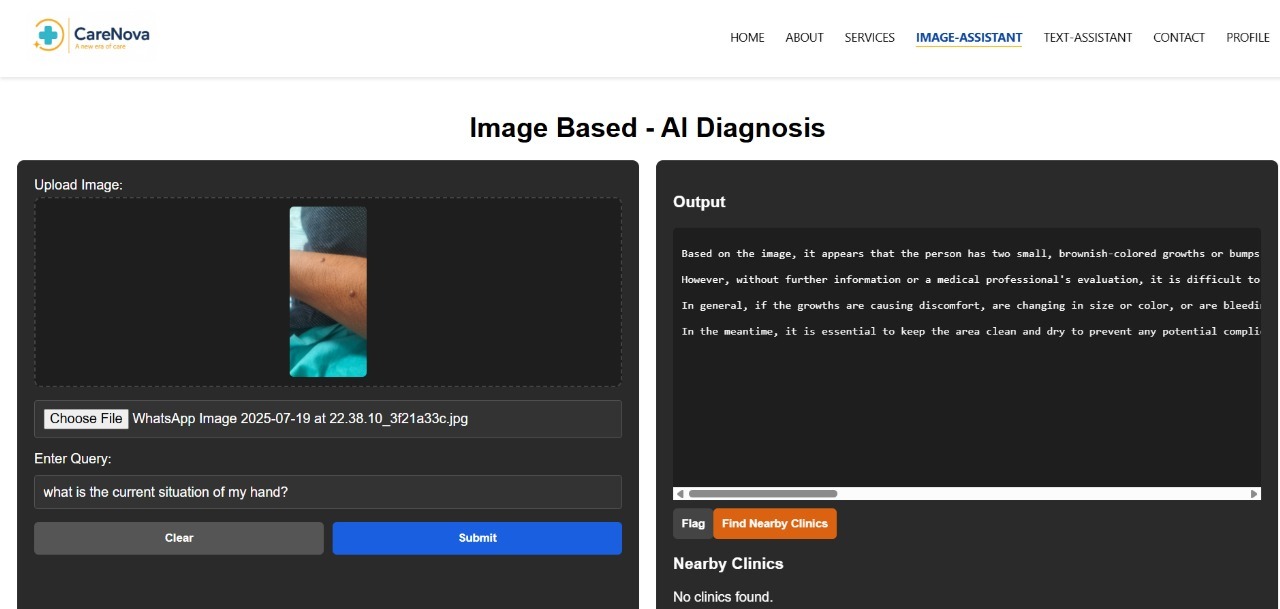 CareNova
A new era of care
HOME ABOUT SERVICES IMAGE-ASSISTANT TEXT-ASSISTANT CONTACT PROFILE
Image Based - AI Diagnosis
Upload Image:
Choose File WhatsApp Image 2025-07-19 at 22.38.10_3f21a33c.jpg
Enter Query:
what is the current situation of my hand?
Clear Submit
Output
Based on the image, it appears that the person has two small, brownish-colored growths or bumps
However, without further information or a medical professional's evaluation, it is difficult to
In general, if the growths are causing discomfort, are changing in size or color, or are
In the meantime, it is essential to keep the area clean and dry to prevent any potential
Flag Find Nearby Clinics
Nearby Clinics
No clinics found.